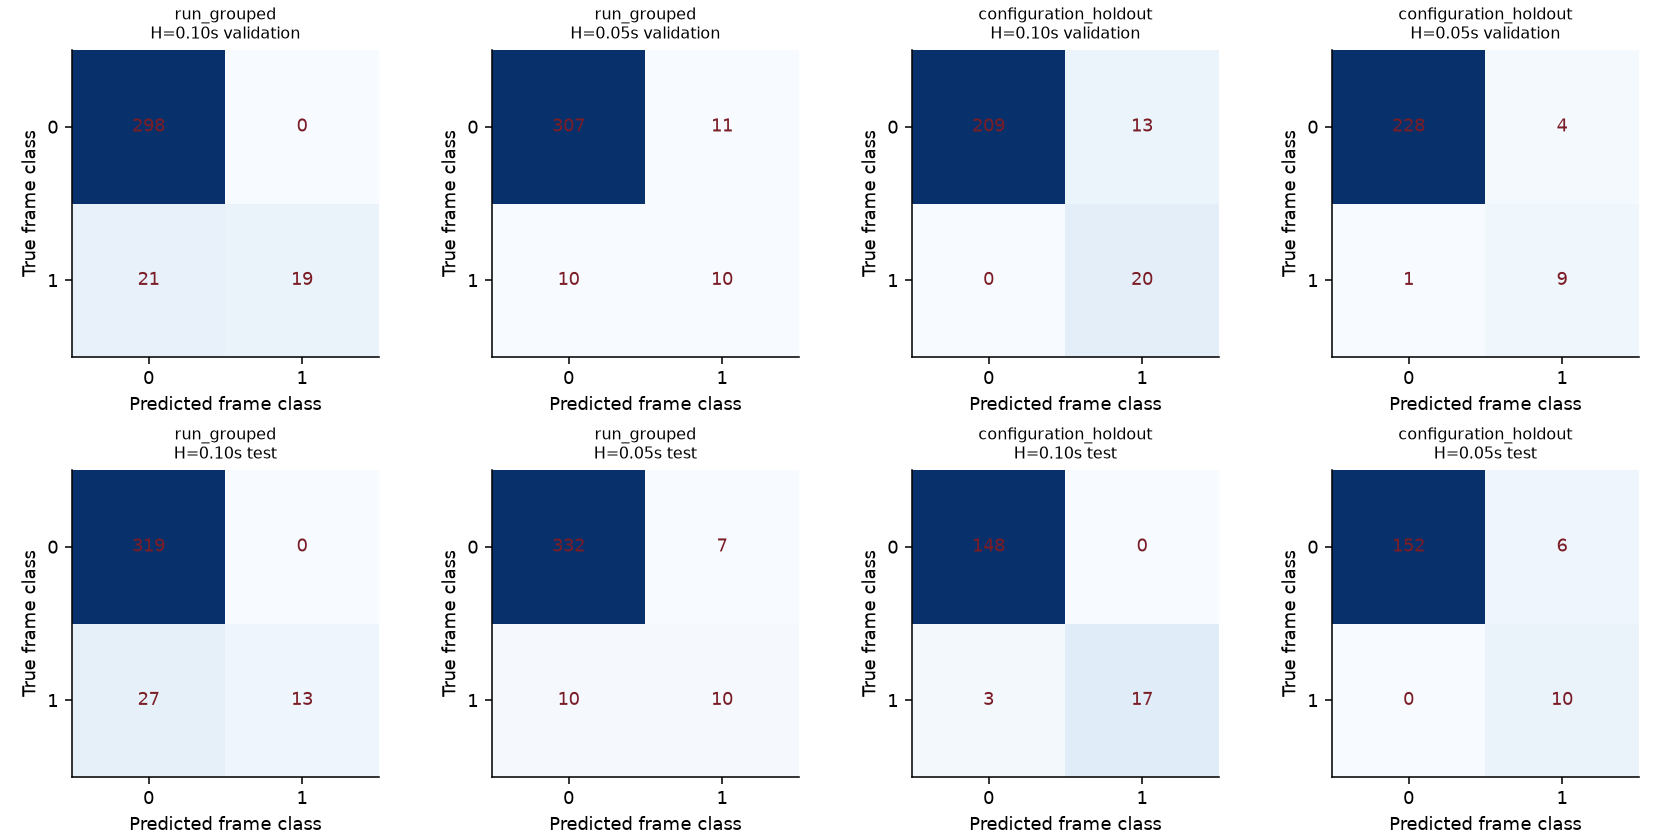 run_grouped
H=0.10s validation
True frame class
0
298
0
1
21
19
0
1
Predicted frame class
run_grouped
H=0.05s validation
True frame class
0
307
11
1
10
10
0
1
Predicted frame class
configuration_holdout
H=0.10s validation
True frame class
0
209
13
1
0
20
0
1
Predicted frame class
configuration_holdout
H=0.05s validation
True frame class
0
228
4
1
1
9
0
1
Predicted frame class
run_grouped
H=0.10s test
True frame class
0
319
0
1
27
13
0
1
Predicted frame class
run_grouped
H=0.05s test
True frame class
0
332
7
1
10
10
0
1
Predicted frame class
configuration_holdout
H=0.10s test
True frame class
0
148
0
1
3
17
0
1
Predicted frame class
configuration_holdout
H=0.05s test
True frame class
0
152
6
1
0
10
0
1
Predicted frame class